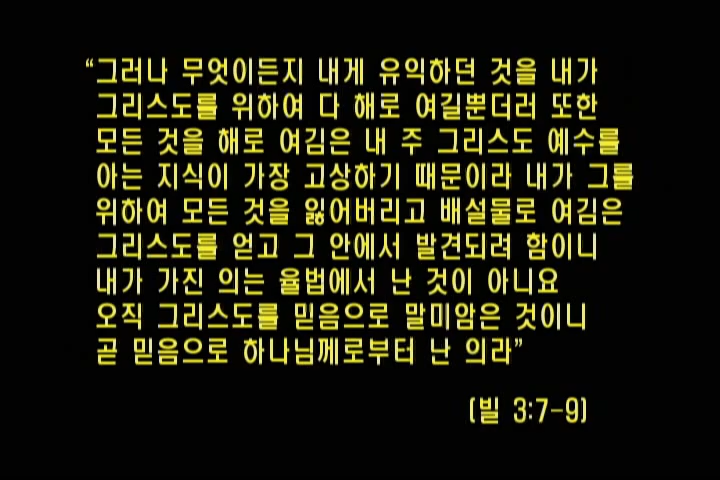 “그러나 무엇이든지 내게 유익하던 것을 내가
그리스도를 위하여 다 해로 여길뿐더러 또한
모든 것을 해로 여김은 내 주 그리스도 예수를
아는 지식이 가장 고상하기 때문이라 내가 그를
위하여 모든 것을 잃어버리고 배설물로 여김은
그리스도를 얻고 그 안에서 발견되려 함이니
내가 가진 의는 율법에서 난 것이 아니요
오직 그리스도를 믿음으로 말미암은 것이니
곧 믿음으로 하나님께로부터 난 의라”
(빌 3:7-9)